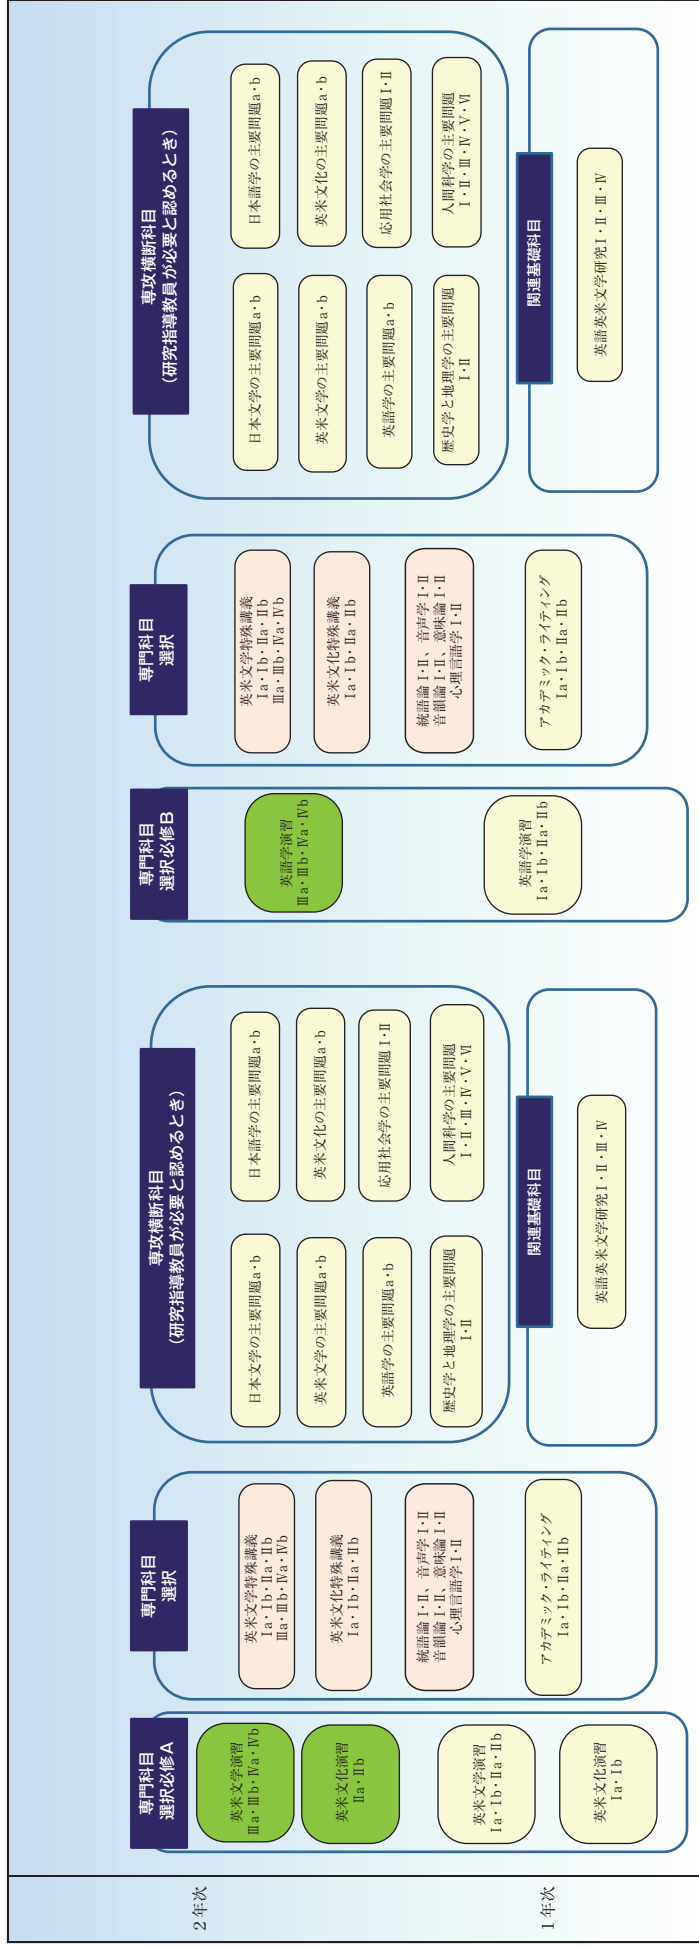 2年次
1年次
専門科目
選択必修A
英米文学演習
Ⅲa・Ⅲb・Ⅳa・Ⅳb
英米文化演習
Ⅱa・Ⅱb
英米文学演習
Ⅰa・Ⅰb・Ⅱa・Ⅱb
英米文化演習
Ⅰa・Ⅰb
専門科目
選択
英米文学特殊講義
Ⅰa・Ⅰb・Ⅱa・Ⅱb
Ⅲa・Ⅲb・Ⅳa・Ⅳb
英米文化特殊講義
Ⅰa・Ⅰb・Ⅱa・Ⅱb
統語論Ⅰ・Ⅱ、音声学Ⅰ・Ⅱ
音韻論Ⅰ・Ⅱ、意味論Ⅰ・Ⅱ
心理言語学Ⅰ・Ⅱ
アカデミック・ライティング
Ⅰa・Ⅰb・Ⅱa・Ⅱb
専攻横断科目
（研究指導教員が必要と認めるとき）
日本文学の主要問題a・b
日本語学の主要問題a・b
英米文学の主要問題a・b
英米文化の主要問題a・b
英語学の主要問題a・b
応用社会学の主要問題Ⅰ・Ⅱ
歴史学と地理学の主要問題
Ⅰ・Ⅱ
人間科学の主要問題
Ⅰ・Ⅱ・Ⅲ・Ⅳ・Ⅴ・Ⅵ
関連基礎科目
英語英米文学研究Ⅰ・Ⅱ・Ⅲ・Ⅳ
専門科目
選択必修B
英語学演習
Ⅲa・Ⅲb・Ⅳa・Ⅳb
英語学演習
Ⅰa・Ⅰb・Ⅱa・Ⅱb
専門科目
選択
英米文学特殊講義
Ⅰa・Ⅰb・Ⅱa・Ⅱb
Ⅲa・Ⅲb・Ⅳa・Ⅳb
英米文化特殊講義
Ⅰa・Ⅰb・Ⅱa・Ⅱb
統語論Ⅰ・Ⅱ、音声学Ⅰ・Ⅱ
音韻論Ⅰ・Ⅱ、意味論Ⅰ・Ⅱ
心理言語学Ⅰ・Ⅱ
アカデミック・ライティング
Ⅰa・Ⅰb・Ⅱa・Ⅱb
専攻横断科目
（研究指導教員が必要と認めるとき）
日本文学の主要問題a・b
日本語学の主要問題a・b
英米文学の主要問題a・b
英米文化の主要問題a・b
英語学の主要問題a・b
応用社会学の主要問題Ⅰ・Ⅱ
歴史学と地理学の主要問題
Ⅰ・Ⅱ
人間科学の主要問題
Ⅰ・Ⅱ・Ⅲ・Ⅳ・Ⅴ・Ⅵ
関連基礎科目
英語英米文学研究Ⅰ・Ⅱ・Ⅲ・Ⅳ